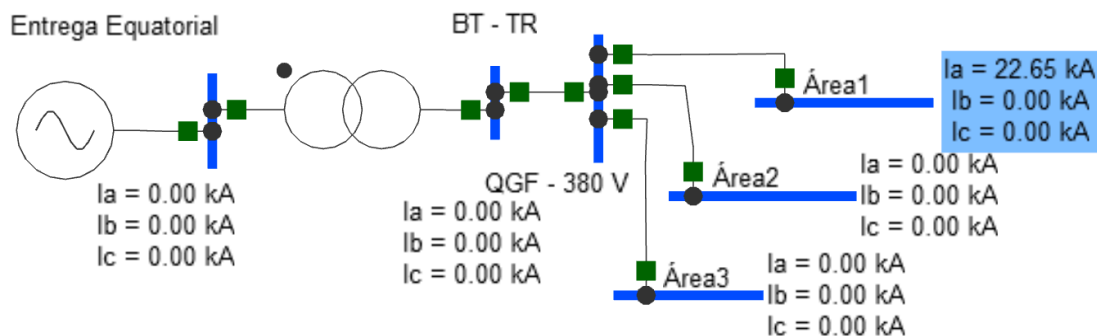 Entrega Equatorial
BT - TR
Área1
Ia = 22.65 kA
Ib = 0.00 kA
Ic = 0.00 kA
Área2
Ia = 0.00 kA
Ib = 0.00 kA
Ic = 0.00 kA
QGF - 380 V
Ia = 0.00 kA
Ib = 0.00 kA
Ic = 0.00 kA
Ia = 0.00 kA
Ib = 0.00 kA
Ic = 0.00 kA
Área3
Ia = 0.00 kA
Ib = 0.00 kA
Ic = 0.00 kA